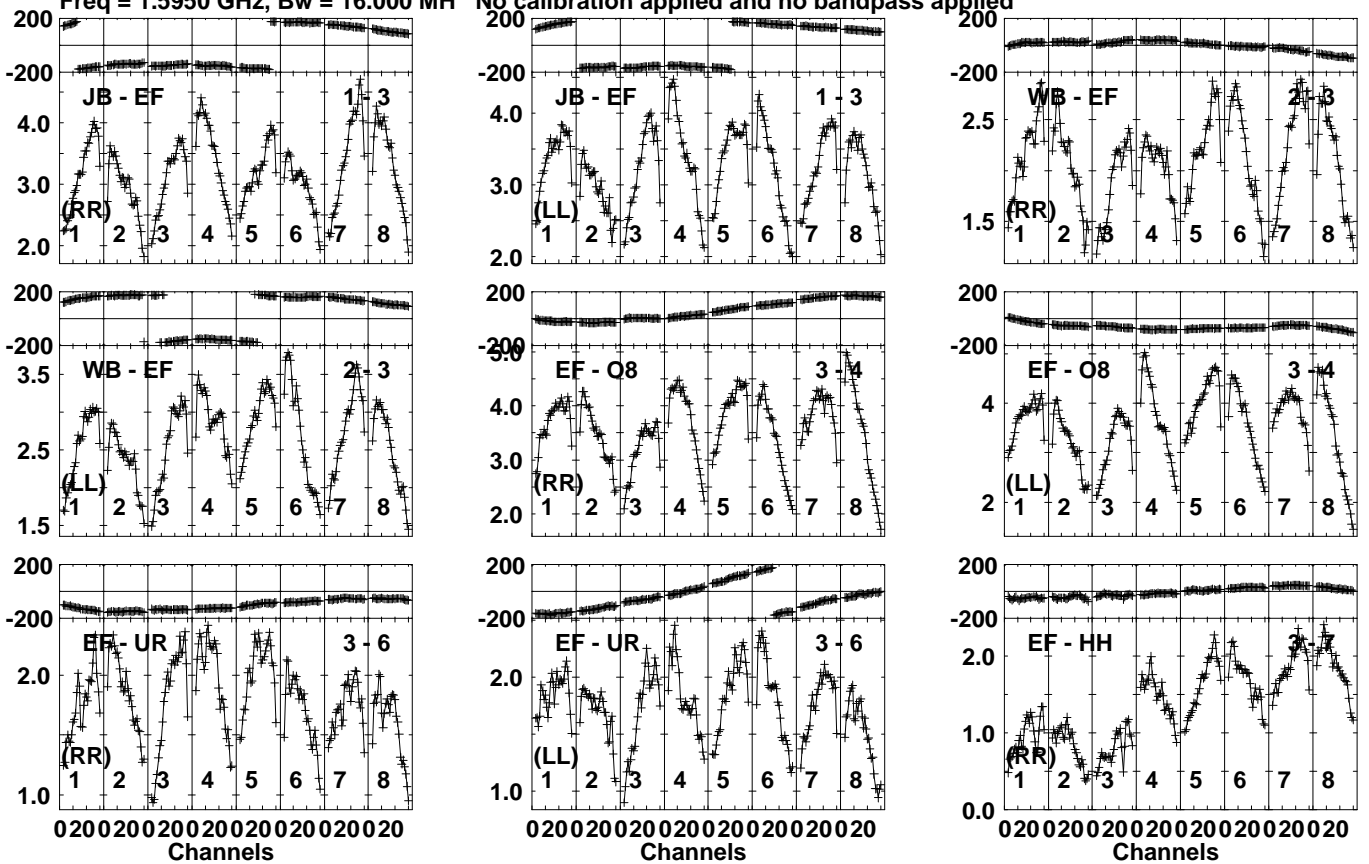 Freq = 1.5950 GHz, Bw = 16.000 MH No calibration applied and no bandpass applied
200 200 200
-200 -200 -200
JB - EF 1 - 3 JB - EF 1 - 3 WB - EF 2 - 3
4.0 4.0 2.5
3.0 3.0
(RR) (LL) (RR) 1.5
1 2 3 4 5 6 7 8 1 2 3 4 5 6 7 8 1 2 3 4 5 6 7 8
2.0 2.0
200 200 200
-200 -200 -200
5.0
3.5 WB - EF 2 - 3 EF - O8 3 - 4 EF - O8 3 - 4
4.0 4
2.5 3.0
(LL) (RR) (LL)
1 2 3 4 5 6 7 8 1 2 3 4 5 6 7 8 2 1 2 3 4 5 6 7 8
1.5 2.0
200 200 200
-200 -200 -200
EF - UR 3 - 6 EF - UR 3 - 6 EF - HH 3 - 7
2.0 2.0 2.0
1.0
(RR) (LL) (RR)
1 2 3 4 5 6 7 8 1 2 3 4 5 6 7 8 1 2 3 4 5 6 7 8
1.0 1.0 0.0
0 20 0 20 0 20 0 20 0 20 0 20 0 20 0 20 0 20 0 20 0 20 0 20 0 20 0 20 0 20 0 20 0 20 0 20 0 20 0 20 0 20 0 20 0 20 0 20
Channels Channels Channels